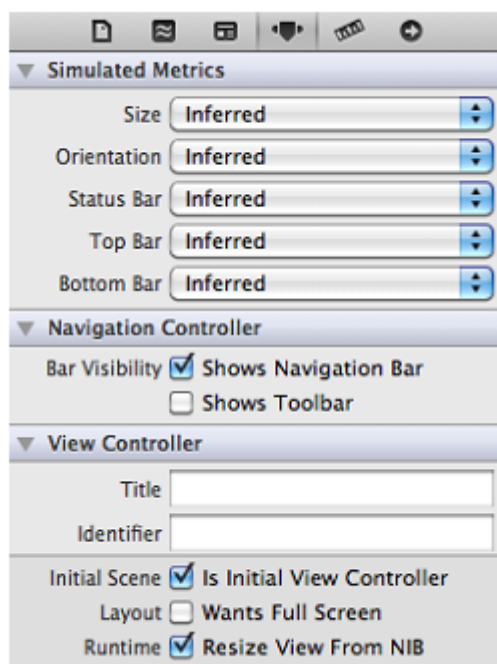 Simulated Metrics
Size Inferred
Orientation Inferred
Status Bar Inferred
Top Bar Inferred
Bottom Bar Inferred
Navigation Controller
Bar Visibility Shows Navigation Bar
Shows Toolbar
View Controller
Title
Identifier
Initial Scene Is Initial View Controller
Layout Wants Full Screen
Runtime Resize View From NIB